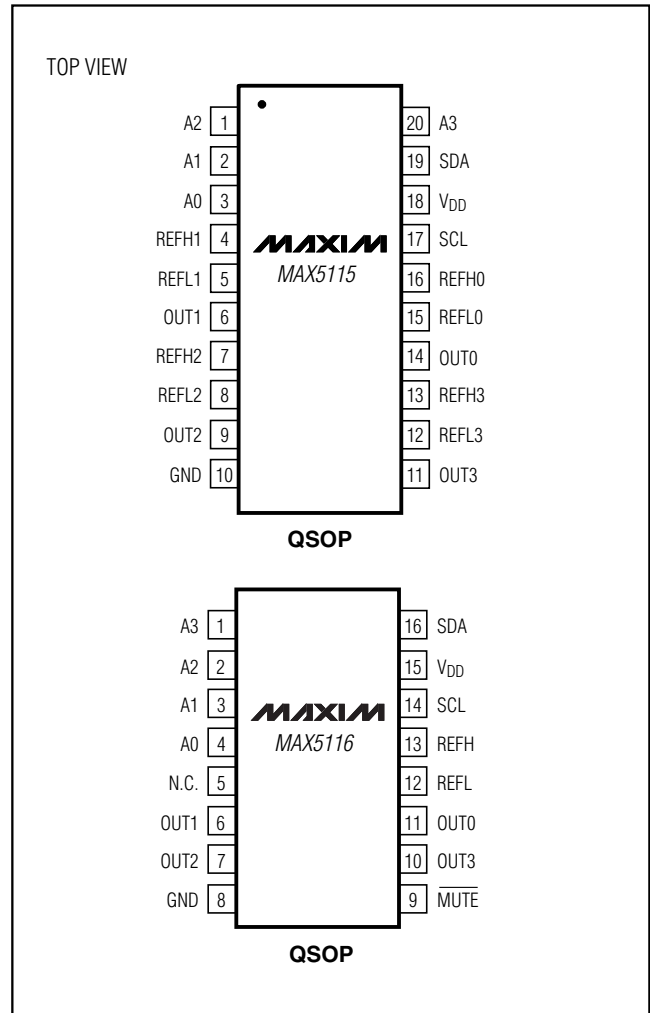 TOP VIEW
A2 1 20 A3
A1 2 19 SDA
A0 3 18 VDD
REFH1 4 MAXIM 17 SCL
REFL1 5 MAX5115 16 REFH0
OUT1 6 15 REFL0
REFH2 7 14 OUT0
REFL2 8 13 REFH3
OUT2 9 12 REFL3
GND 10 11 OUT3
QSOP
A3 1 16 SDA
A2 2 15 VDD
A1 3 MAXIM 14 SCL
A0 4 MAX5116 13 REFH
N.C. 5 12 REFL
OUT1 6 11 OUT0
OUT2 7 10 OUT3
GND 8 9 MUTE
QSOP